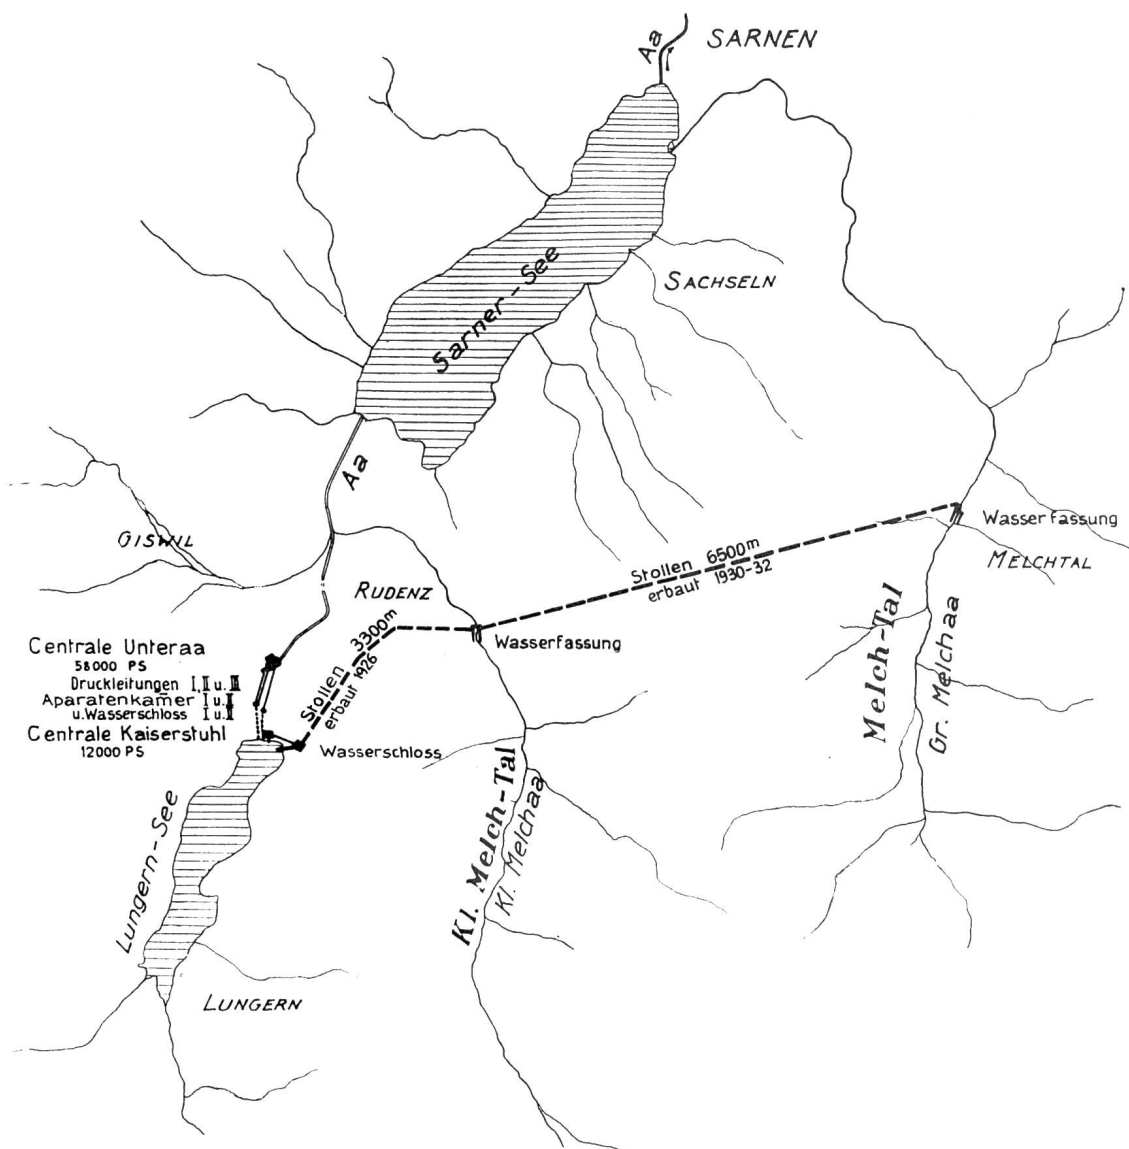 Aa
SARNEN
Sarner-See
SACHSELN
Aa
GISWIL
RUDENZ
Stollen 6500m
erbaut 1930-32
Wasserfassung
MELCHTAL
Wasserfassung
Stollen 3300m
erbaut 1926
Wasserschloss
Centrale Unteraa
58000 PS
Druckleitungen I, II u. III
Aparatenkamer I u. II
u. Wasserschloss I u. II
Centrale Kaiserstuhl
12000 PS
Lungern-See
LUNGERN
Kl. Melch-Tal
Kl. Melchaa
Melch-Tal
Gr. Melchaa